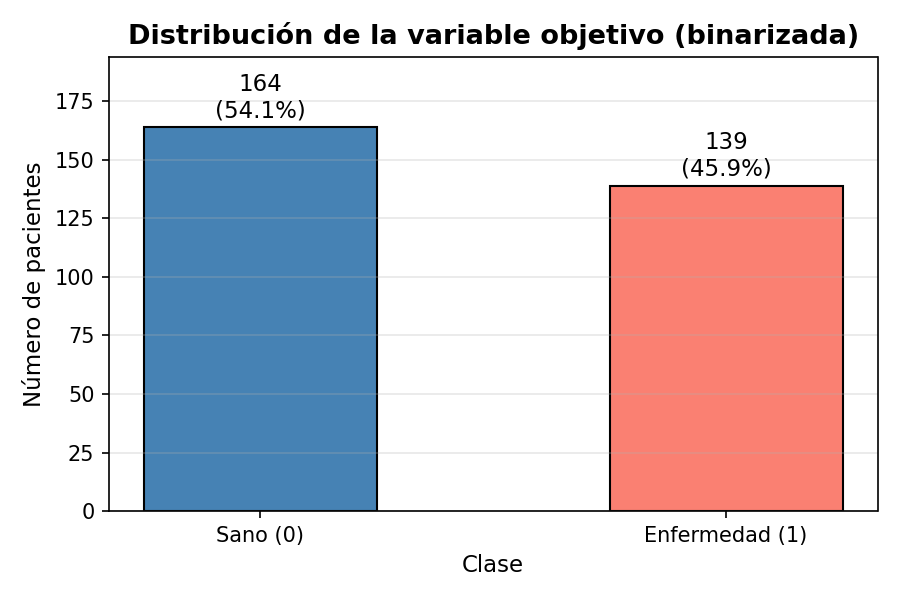 Distribución de la variable objetivo (binarizada)
164
(54.1%)
139
(45.9%)
Número de pacientes
175
150
125
100
75
50
25
0
Sano (0)
Enfermedad (1)
Clase